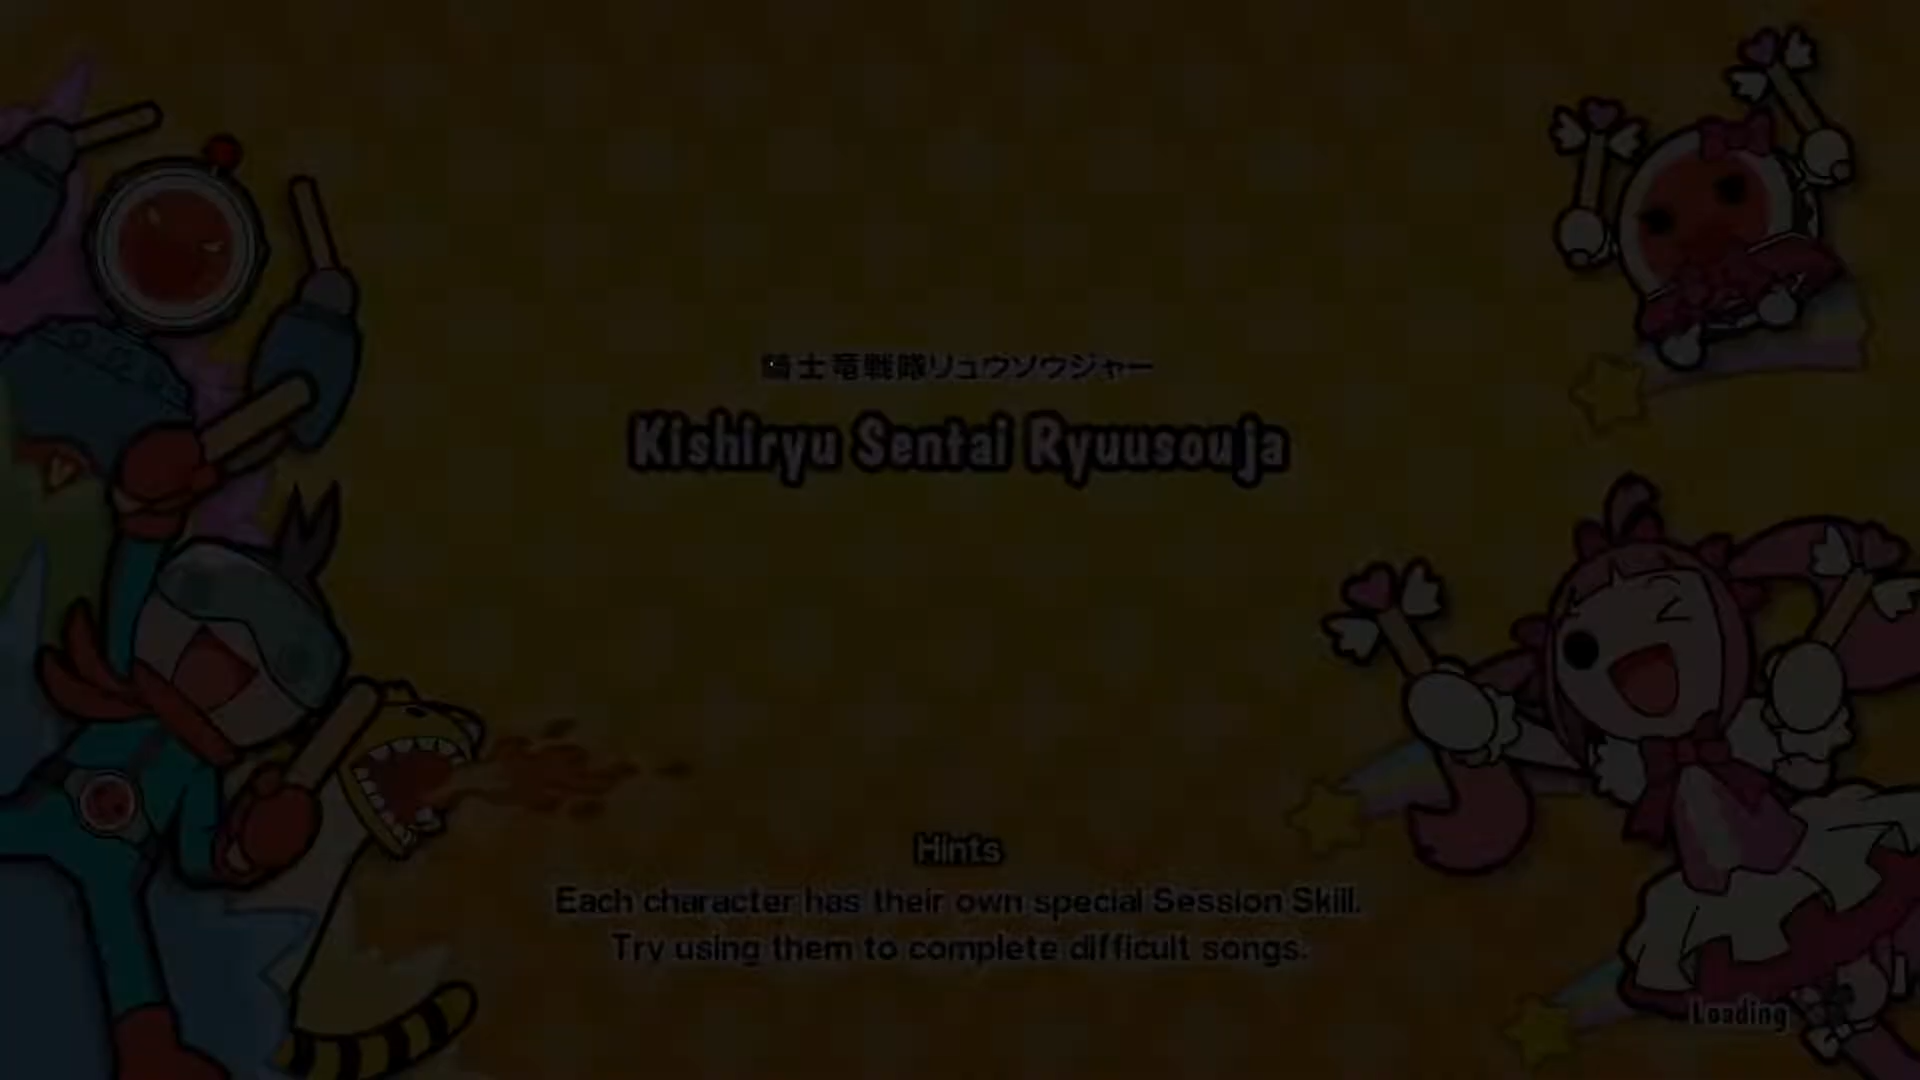 騎士竜戦隊リュウソウジャー
Kishiryu Sentai Ryuusouja
Hints
Each character has their own special Session Skill.
Try using them to complete difficult songs.
Loading